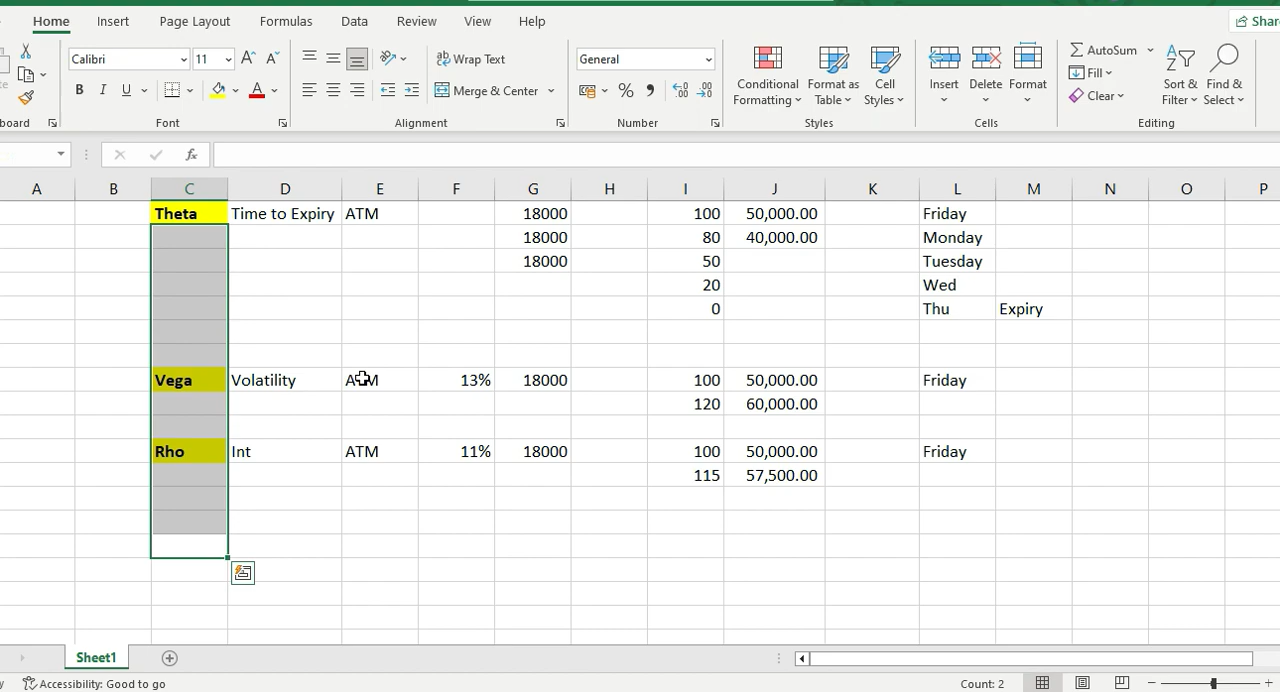 Home Insert Page Layout Formulas Data Review View Help Shar
Calibri 11 A A Wrap Text General Conditional Formatting Format as Table Cell Styles Insert Delete Format AutoSum Fill Clear Sort & Filter Find & Select
B I U A Merge & Center % , .00
board Font Alignment Number Styles Cells Editing
fx
A B C D E F G H I J K L M N O P
Theta Time to Expiry ATM 18000 100 50,000.00 Friday
18000 80 40,000.00 Monday
18000 50 Tuesday
20 Wed
0 Thu Expiry
Vega Volatility ATM 13% 18000 100 50,000.00 Friday
120 60,000.00
Rho Int ATM 11% 18000 100 50,000.00 Friday
115 57,500.00
Sheet1
Accessibility: Good to go Count: 2